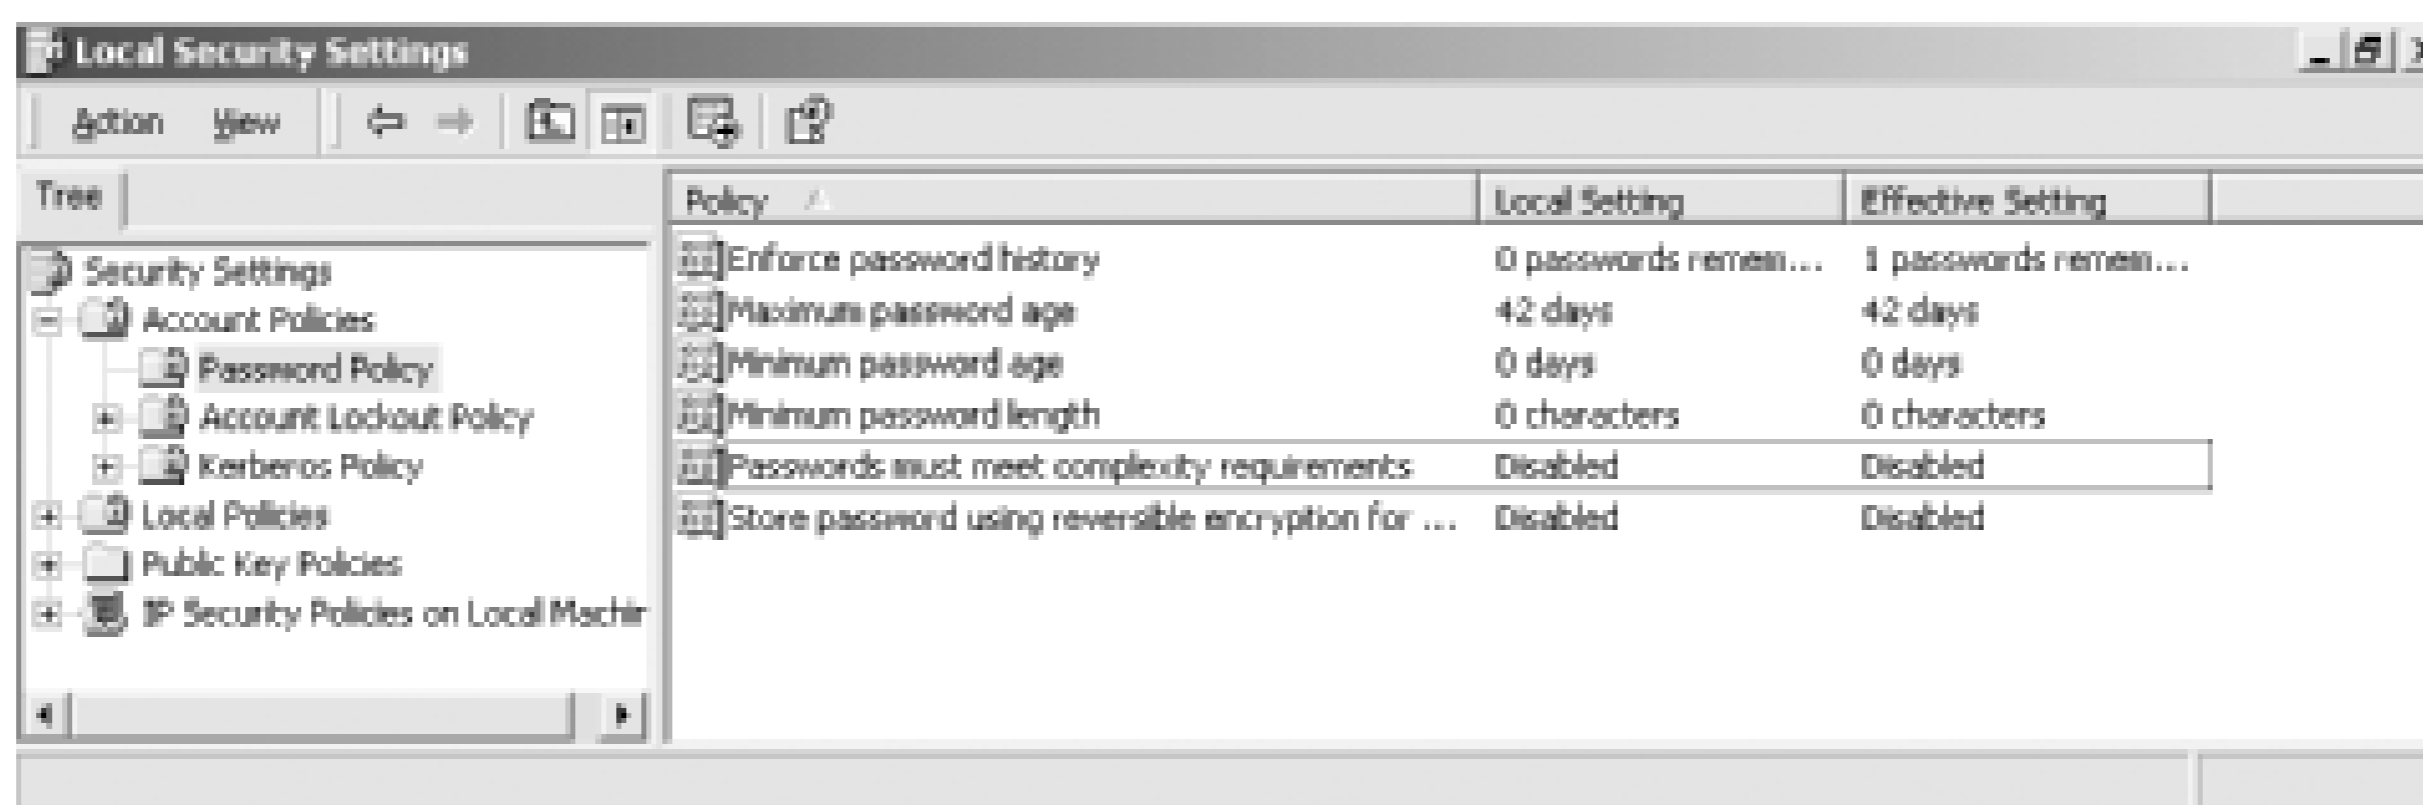 Local Security Settings
Action View
Tree
Policy Local Setting Effective Setting
Security Settings
Account Policies
Password Policy
Account Lockout Policy
Kerberos Policy
Local Policies
Public Key Policies
IP Security Policies on Local Machin
Enforce password history 0 passwords remem... 1 passwords remem...
Maximum password age 42 days 42 days
Minimum password age 0 days 0 days
Minimum password length 0 characters 0 characters
Passwords must meet complexity requirements Disabled Disabled
Store password using reversible encryption for ... Disabled Disabled